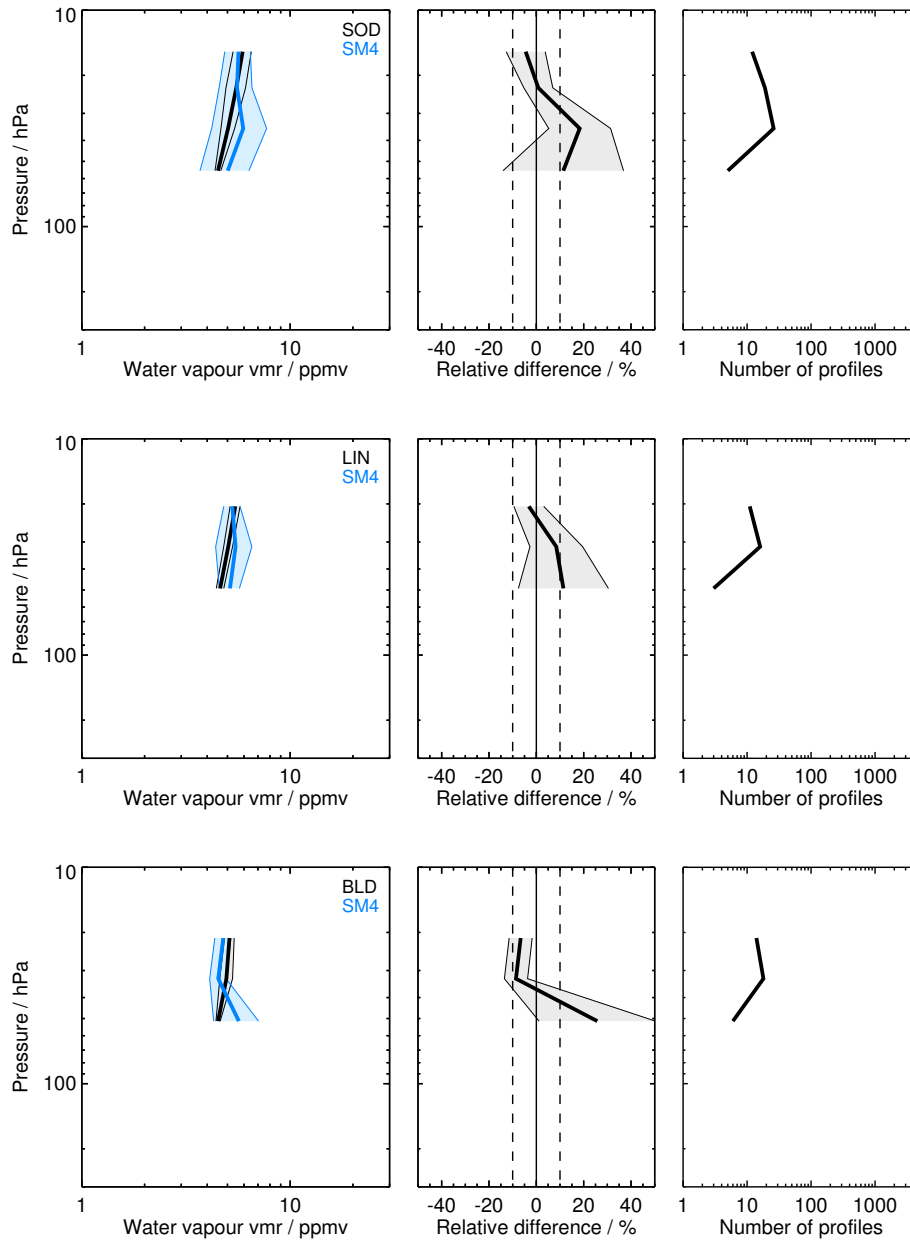 10
100
Pressure / hPa
SOD
SM4
1 10
Water vapour vmr / ppmv
-40 -20 0 20 40
Relative difference / %
1 10 100 1000
Number of profiles
10
100
Pressure / hPa
LIN
SM4
1 10
Water vapour vmr / ppmv
-40 -20 0 20 40
Relative difference / %
1 10 100 1000
Number of profiles
10
100
Pressure / hPa
BLD
SM4
1 10
Water vapour vmr / ppmv
-40 -20 0 20 40
Relative difference / %
1 10 100 1000
Number of profiles